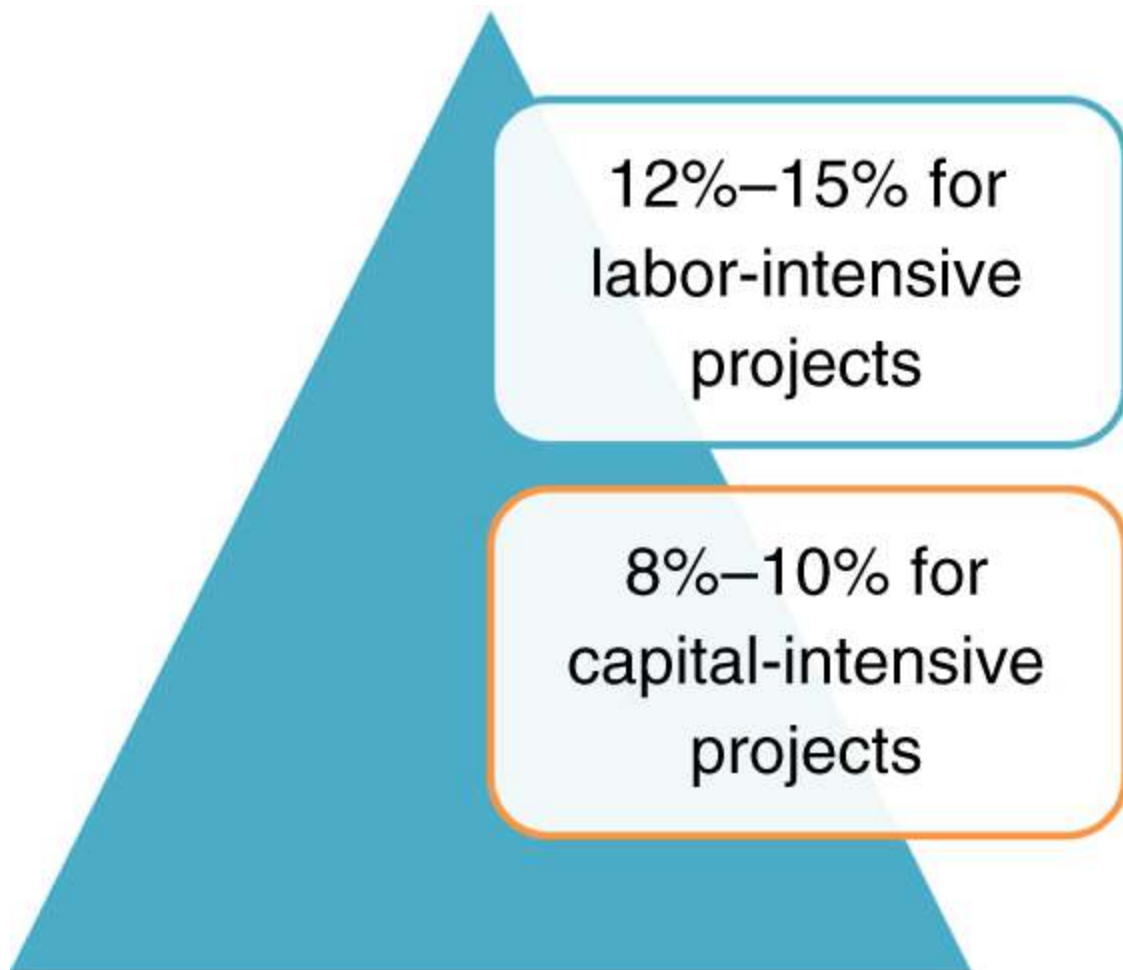 12%–15% for
labor-intensive
projects
8%–10% for
capital-intensive
projects